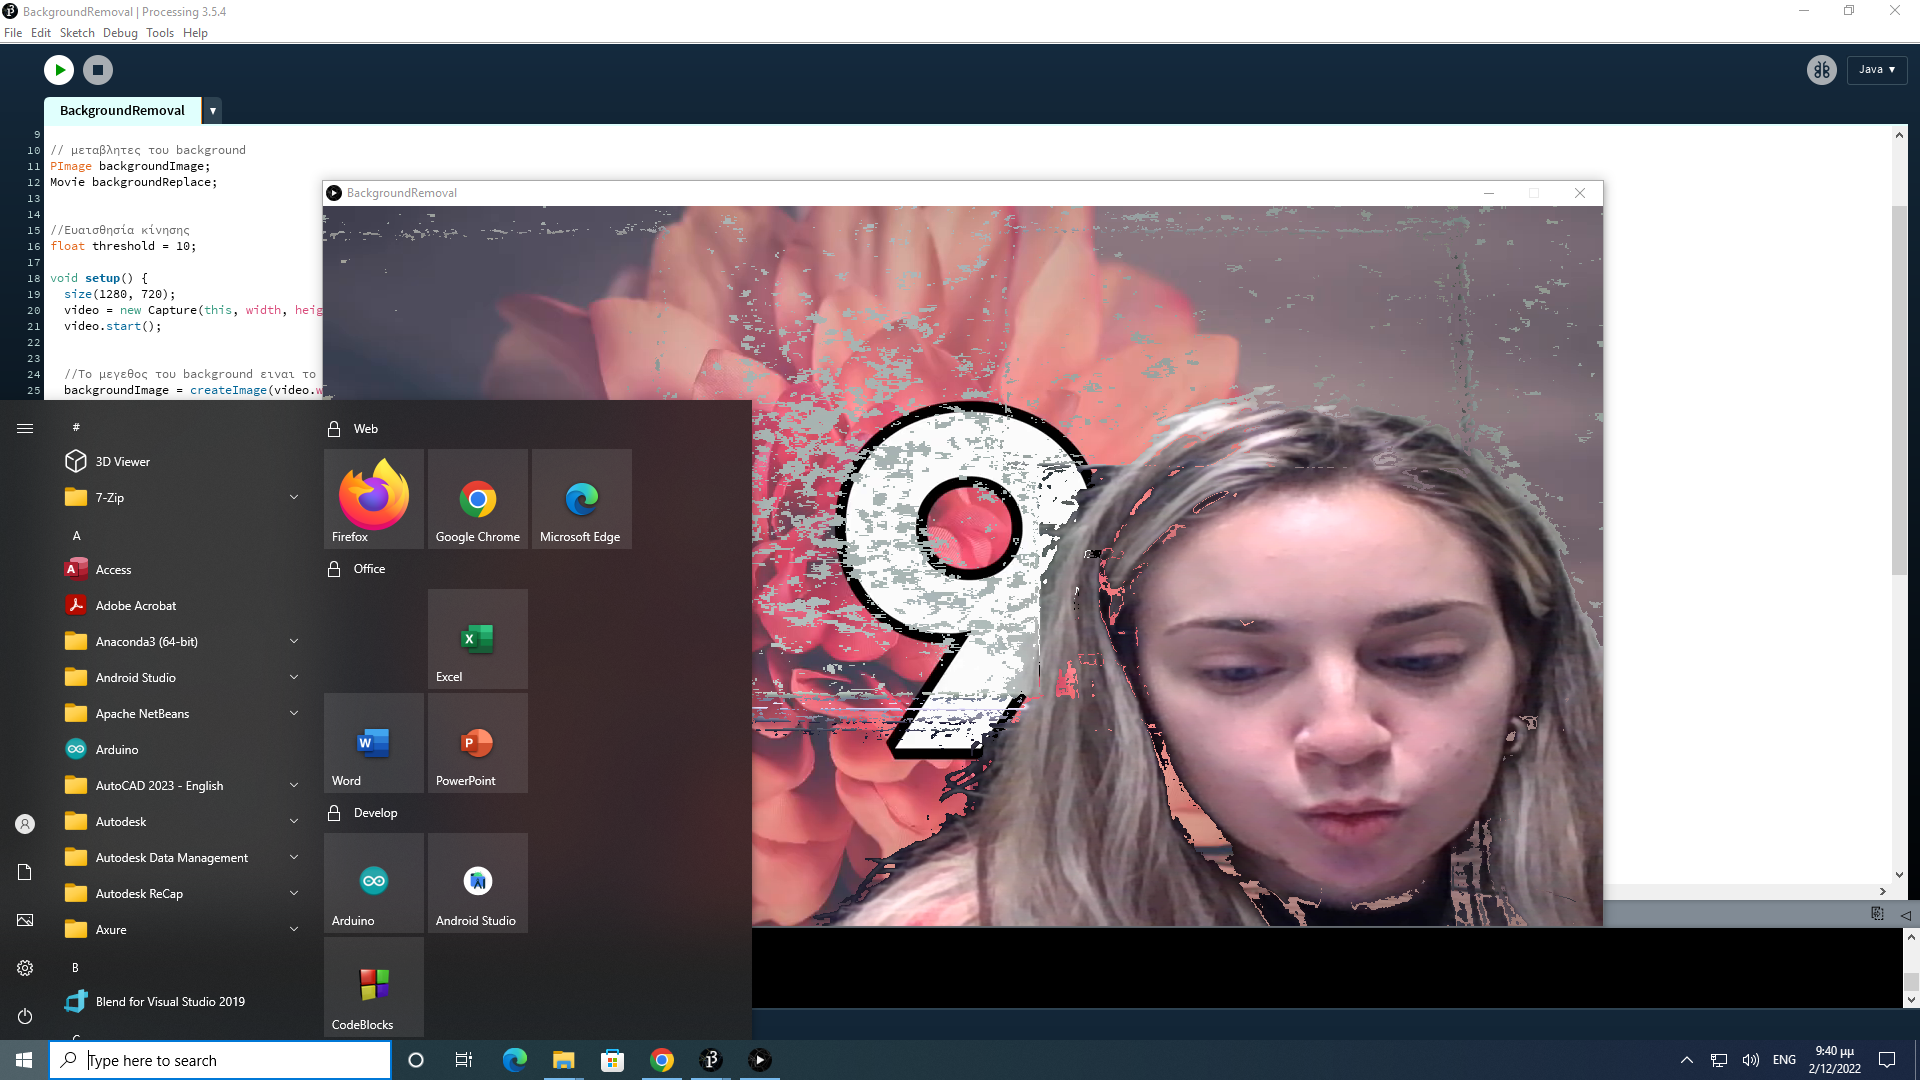 BackgroundRemoval | Processing 3.5.4
File Edit Sketch Debug Tools Help
Java ▾
BackgroundRemoval ▾
9
10 // μεταβλητες του background
11 PImage backgroundImage;
12 Movie backgroundReplace;
13
14
15 //Ευαισθησία κίνησης
16 float threshold = 10;
17
18 void setup() {
19 size(1280, 720);
20 video = new Capture(this, width, heig
21 video.start();
22
23
24 //Το μεγεθος του background ειναι το
25 backgroundImage = createImage(video.w
BackgroundRemoval
9
#
3D Viewer
7-Zip
A
Access
Adobe Acrobat
Anaconda3 (64-bit)
Android Studio
Apache NetBeans
Arduino
AutoCAD 2023 - English
Autodesk
Autodesk Data Management
Autodesk ReCap
Axure
B
Blend for Visual Studio 2019
Web
Firefox
Google Chrome
Microsoft Edge
Office
Excel
Word
PowerPoint
Develop
Arduino
Android Studio
CodeBlocks
Type here to search
ENG
9:40 μμ
2/12/2022